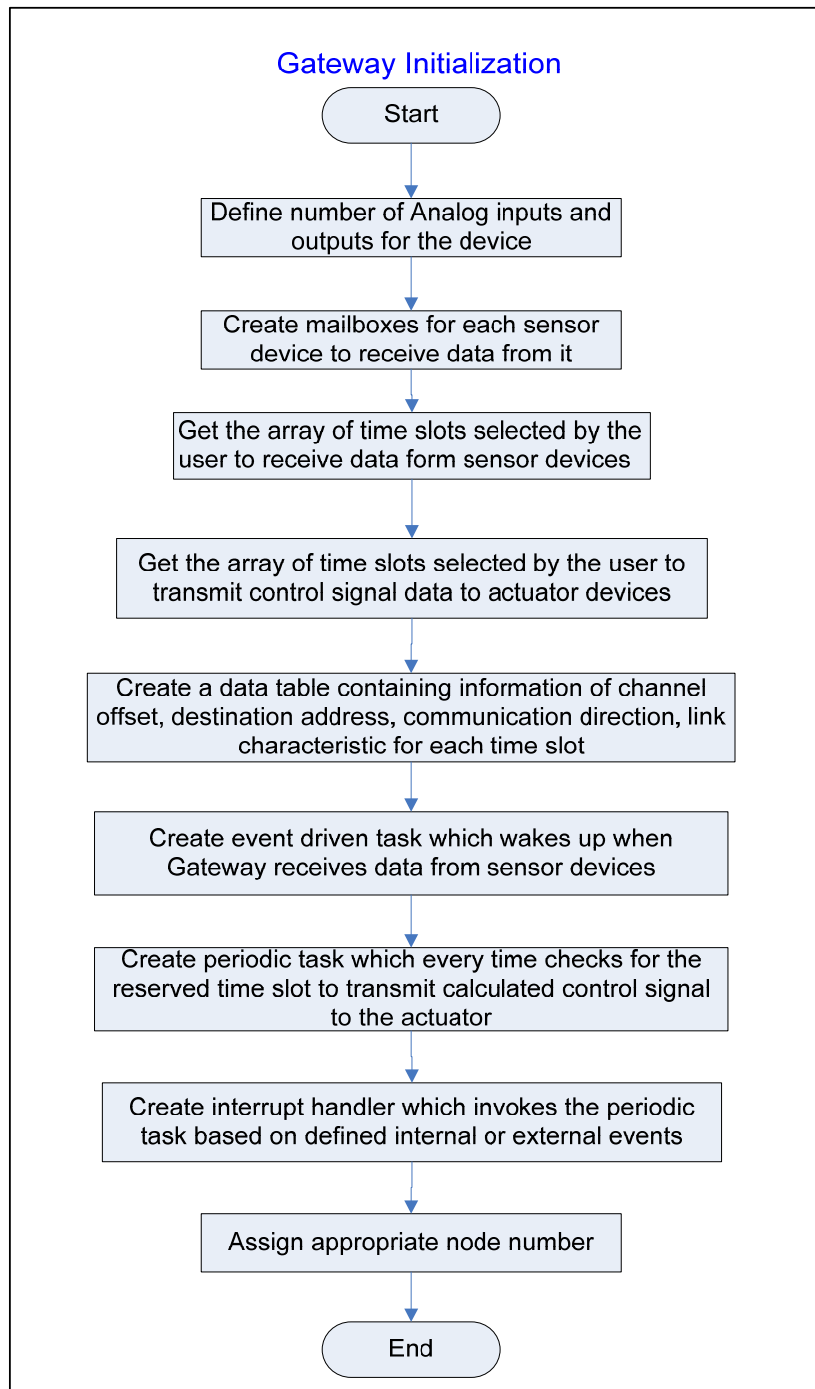 Gateway Initialization
Start
Define number of Analog inputs and
outputs for the device
Create mailboxes for each sensor
device to receive data from it
Get the array of time slots selected by the
user to receive data form sensor devices
Get the array of time slots selected by the user to
transmit control signal data to actuator devices
Create a data table containing information of channel
offset, destination address, communication direction, link
characteristic for each time slot
Create event driven task which wakes up when
Gateway receives data from sensor devices
Create periodic task which every time checks for the
reserved time slot to transmit calculated control signal
to the actuator
Create interrupt handler which invokes the periodic
task based on defined internal or external events
Assign appropriate node number
End